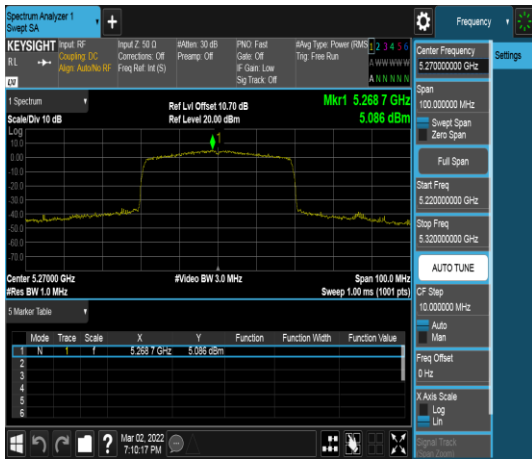 Spectrum Analyzer 1
Swept SA
Frequency
KEYSIGHT
RL
LXI
Input: RF
Coupling: DC
Align: Auto/No RF
Input Z: 50 Ω
Corrections: Off
Freq Ref: Int (S)
#Atten: 30 dB
Preamp: Off
PNO: Fast
Gate: Off
IF Gain: Low
Sig Track: Off
#Avg Type: Power (RMS
Trig: Free Run
1 2 3 4 5 6
A WW WW W
A N N N N N
1 Spectrum
Scale/Div 10 dB
Ref Lvl Offset 10.70 dB
Ref Level 20.00 dBm
Mkr1 5.268 7 GHz
5.086 dBm
Log
10.0
0.00
-10.0
-20.0
-30.0
-40.0
-50.0
-60.0
-70.0
1
Center 5.27000 GHz
#Res BW 1.0 MHz
#Video BW 3.0 MHz
Span 100.0 MHz
Sweep 1.00 ms (1001 pts)
5 Marker Table
Mode Trace Scale X Y Function Function Width Function Value
1 N 1 f 5.268 7 GHz 5.086 dBm
2
3
4
5
6
Mar 02, 2022
7:10:17 PM
Center Frequency
5.270000000 GHz
Settings
Span
100.000000 MHz
Swept Span
Zero Span
Full Span
Start Freq
5.220000000 GHz
Stop Freq
5.320000000 GHz
AUTO TUNE
CF Step
10.000000 MHz
Auto
Man
Freq Offset
0 Hz
X Axis Scale
Log
Lin
Signal Track
(Span Zoom)